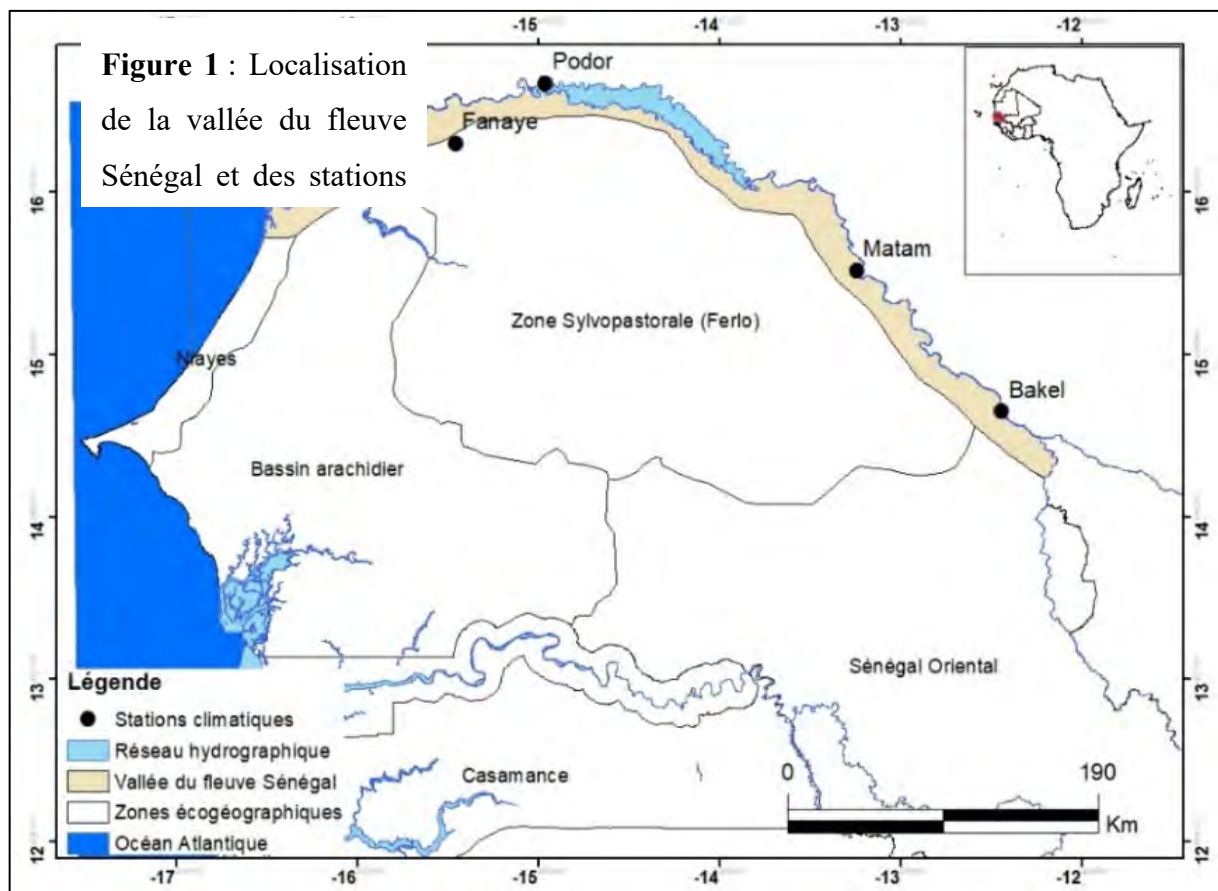 -17
-16
-15
-14
-13
-12
Figure 1 : Localisation
de la vallée du fleuve
Sénégal et des stations
Podor
Fanaye
Matam
Zone Sylvopastorale (Ferlo)
Niayes
Bakel
Bassin arachidier
Sénégal Oriental
Casamance
16
15
14
13
12
16
15
14
13
12
Légende
Stations climatiques
Réseau hydrographique
Vallée du fleuve Sénégal
Zones écogéographiques
Océan Atlantique
0 190
Km
-17
-16
-15
-14
-13
-12